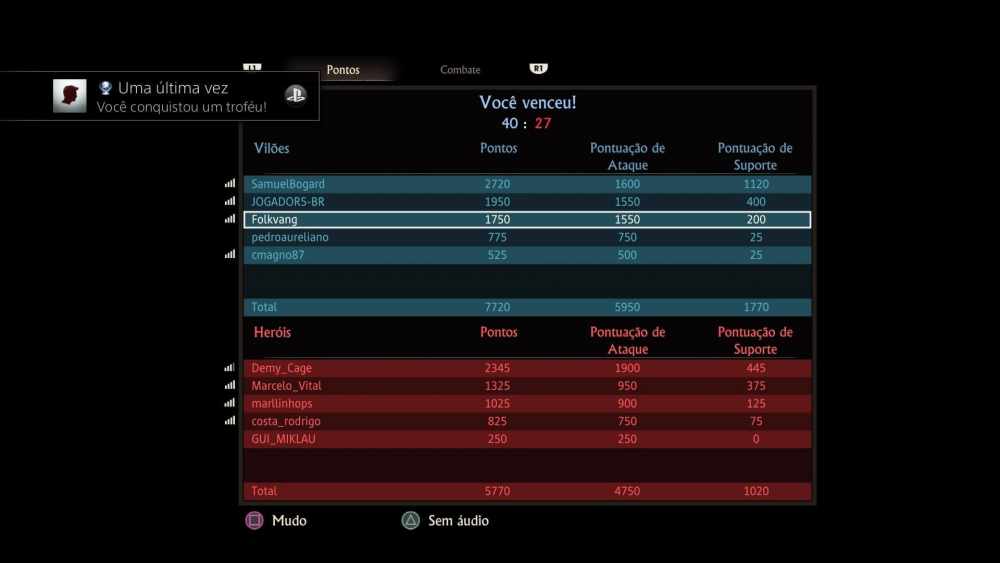 L1 Pontos Combate R1
Uma última vez
Você conquistou um troféu!
Você venceu!
40 : 27
Vilões Pontos Pontuação de Ataque Pontuação de Suporte
SamuelBogard 2720 1600 1120
JOGADOR5-BR 1950 1550 400
Folkvang 1750 1550 200
pedroaureliano 775 750 25
cmagno87 525 500 25
Total 7720 5950 1770
Heróis Pontos Pontuação de Ataque Pontuação de Suporte
Demy_Cage 2345 1900 445
Marcelo_Vital 1325 950 375
marllinhops 1025 900 125
costa_rodrigo 825 750 75
GUI_MIKLAU 250 250 0
Total 5770 4750 1020
Mudo Sem áudio